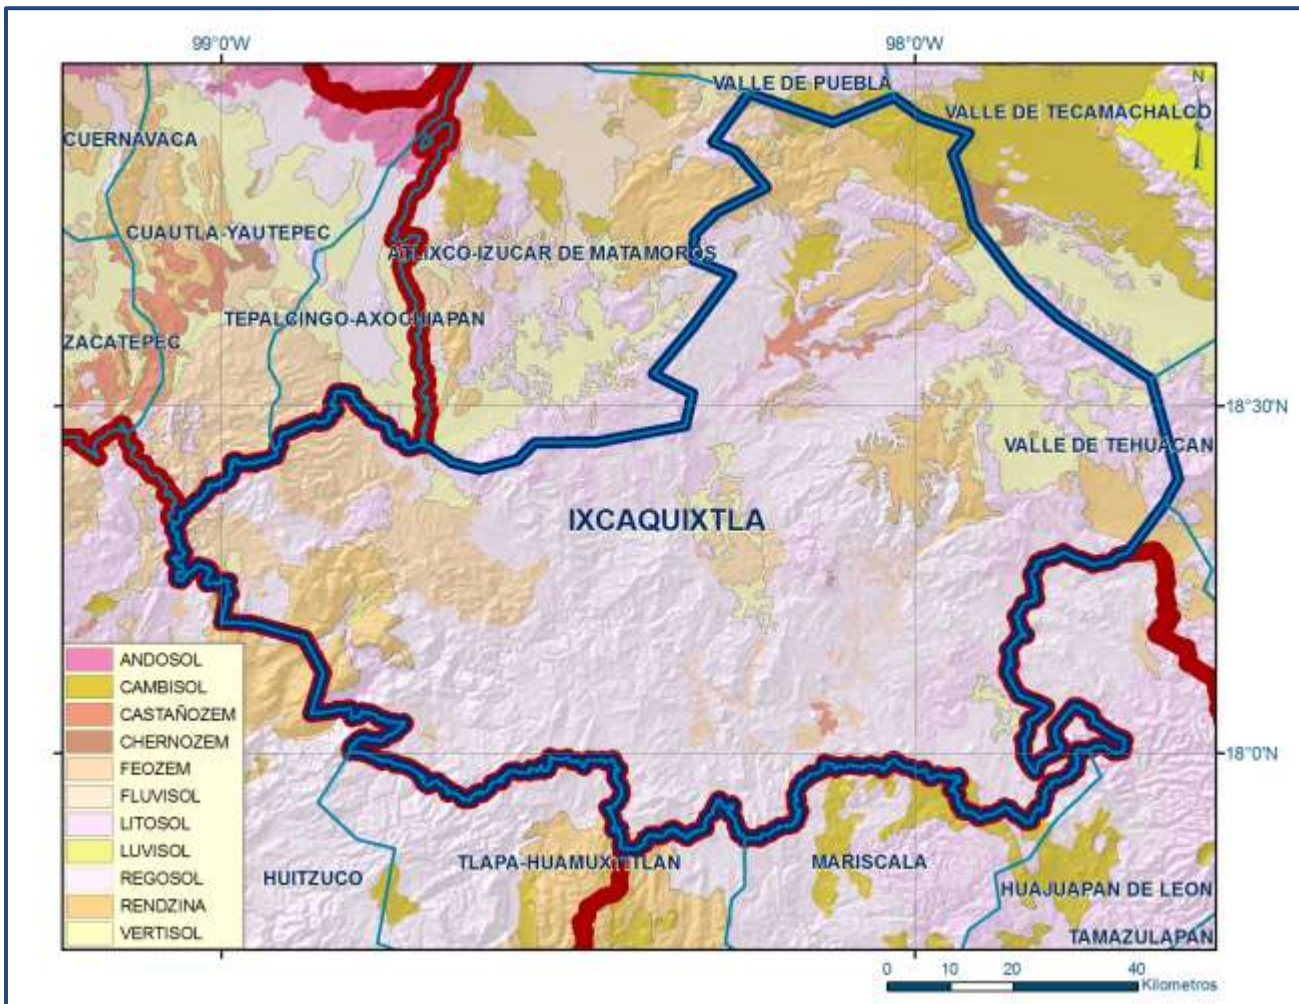 99°0'W
98°0'W
VALLE DE PUEBLA
N
VALLE DE TECAMACHALCO
CUERNAVACA
CUAUTLA-YAUTEPEC
ATLIXCO-IZUCAR DE MATAMOROS
TEPALCINGO-AXOCHIAPAN
ZACATEPEC
18°30'N
VALLE DE TEHUACAN
IXCAQUIXTLA
ANDOSOL
CAMBISOL
CASTAÑOZEM
CHERNOZEM
FEOZEM
FLUVISOL
LITOSOL
LUVISOL
REGOSOL
RENDZINA
VERTISOL
18°0'N
HUITZUCO
TLAPA-HUAMUXTITLAN
MARISCALA
HUAJUAPAN DE LEON
TAMAZULAPAN
0 10 20 40
Kilometros